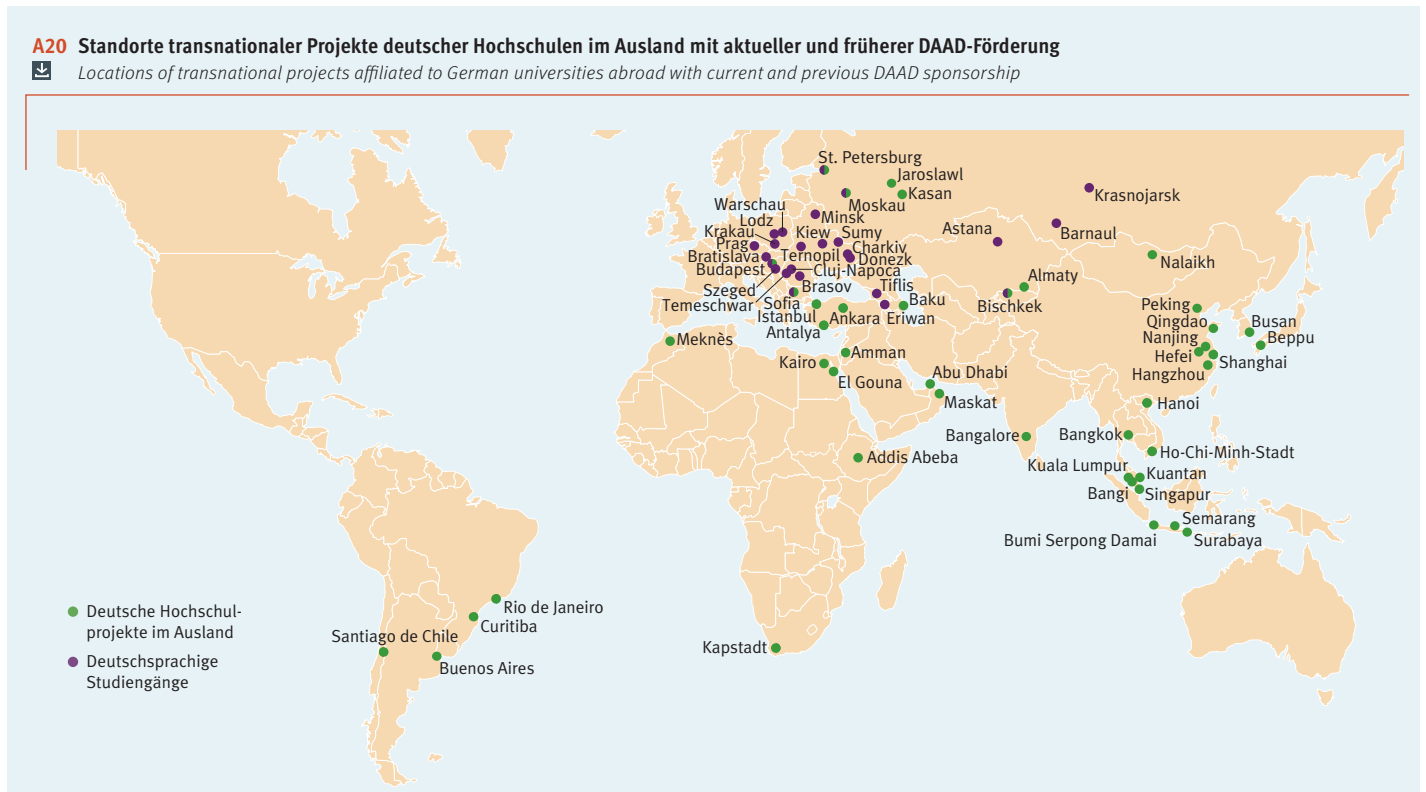 A20 Standorte transnationaler Projekte deutscher Hochschulen im Ausland mit aktueller und früherer DAAD-Förderung
Locations of transnational projects affiliated to German universities abroad with current and previous DAAD sponsorship
St. Petersburg
Jaroslawl
Kasan
Moskau
Krasnojarsk
Warschau
Lodz
Minsk
Krakau
Kiew
Sumy
Astana
Barnaul
Prag
Charkiv
Bratislava
Ternopil
Donezk
Nalaikh
Budapest
Cluj-Napoca
Almaty
Szeged
Brasov
Tiflis
Temeschwar
Sofia
Baku
Bischkek
Peking
Istanbul
Ankara
Eriwan
Qingdao
Busan
Antalya
Meknès
Nanjing
Beppu
Amman
Hefei
Kairo
Shanghai
El Gouna
Abu Dhabi
Hangzhou
Maskat
Hanoi
Bangalore
Bangkok
Addis Abeba
Ho-Chi-Minh-Stadt
Kuala Lumpur
Kuantan
Bangi
Singapur
Semarang
Bumi Serpong Damai
Surabaya
Rio de Janeiro
Curitiba
Santiago de Chile
Buenos Aires
Kapstadt
Deutsche Hochschul-
projekte im Ausland
Deutschsprachige
Studiengänge